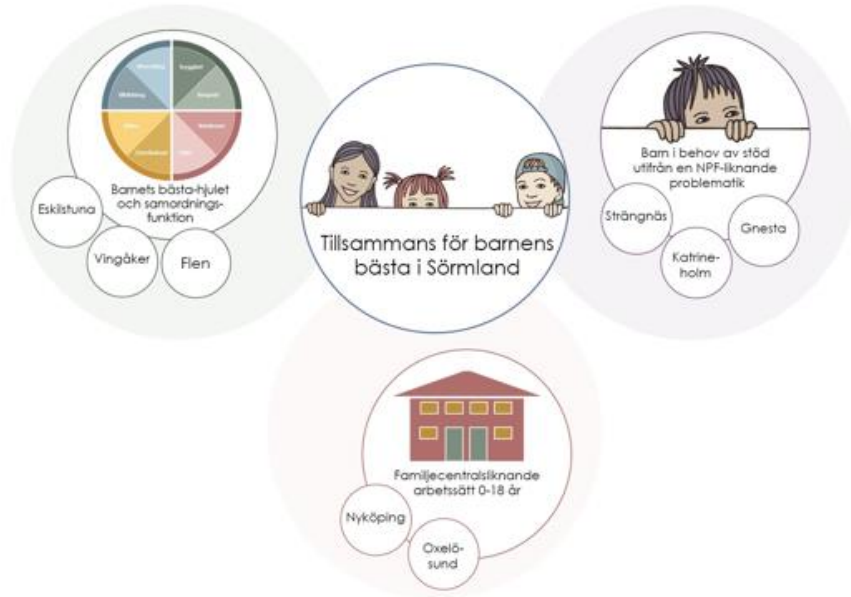 Barnets bästa-hjulet
och samordnings-
funktion
Eskilstuna
Vingåker
Flen
Tillsammans för barnens
bästa i Sörmland
Barn i behov av stöd
utifrån en NPF-liknande
problematik
Strängnäs
Katrine-
holm
Gnesta
Familjecentralsliknande
arbetssätt 0-18 år
Nyköping
Oxelö-
sund